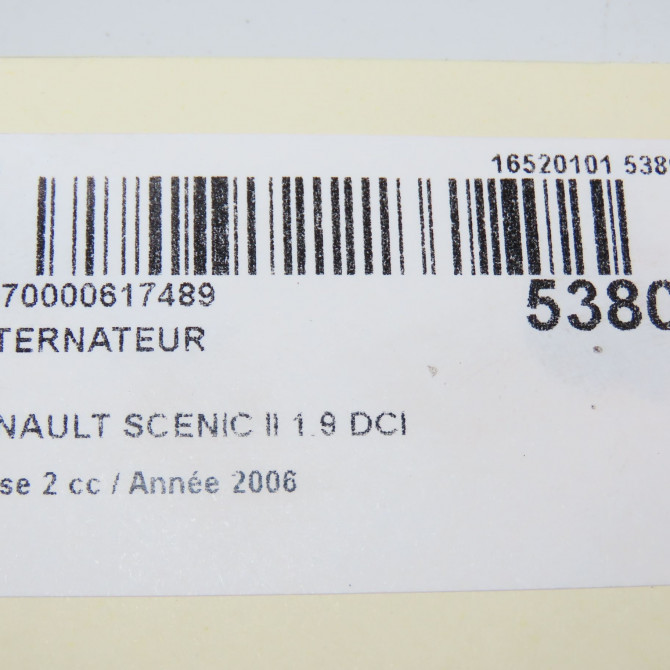 16520101 538
70000617489
5380
TERNATEUR
NAULT SCENIC II 1.9 DCI
se 2 cc / Année 2006